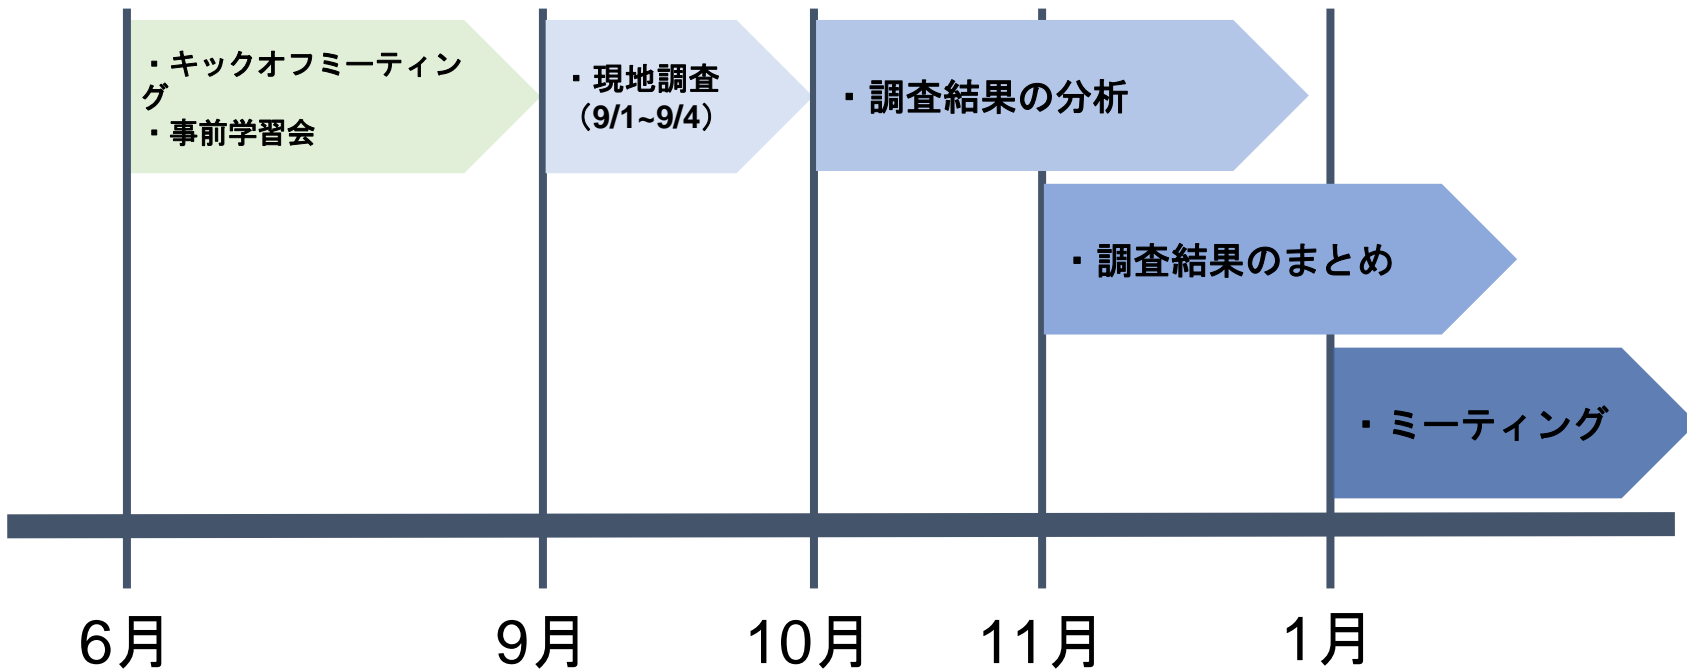 ・キックオフミーティン
グ
・事前学習会
・現地調査
（9/1~9/4）
・調査結果の分析
・調査結果のまとめ
・ミーティング
6月
9月
10月
11月
1月